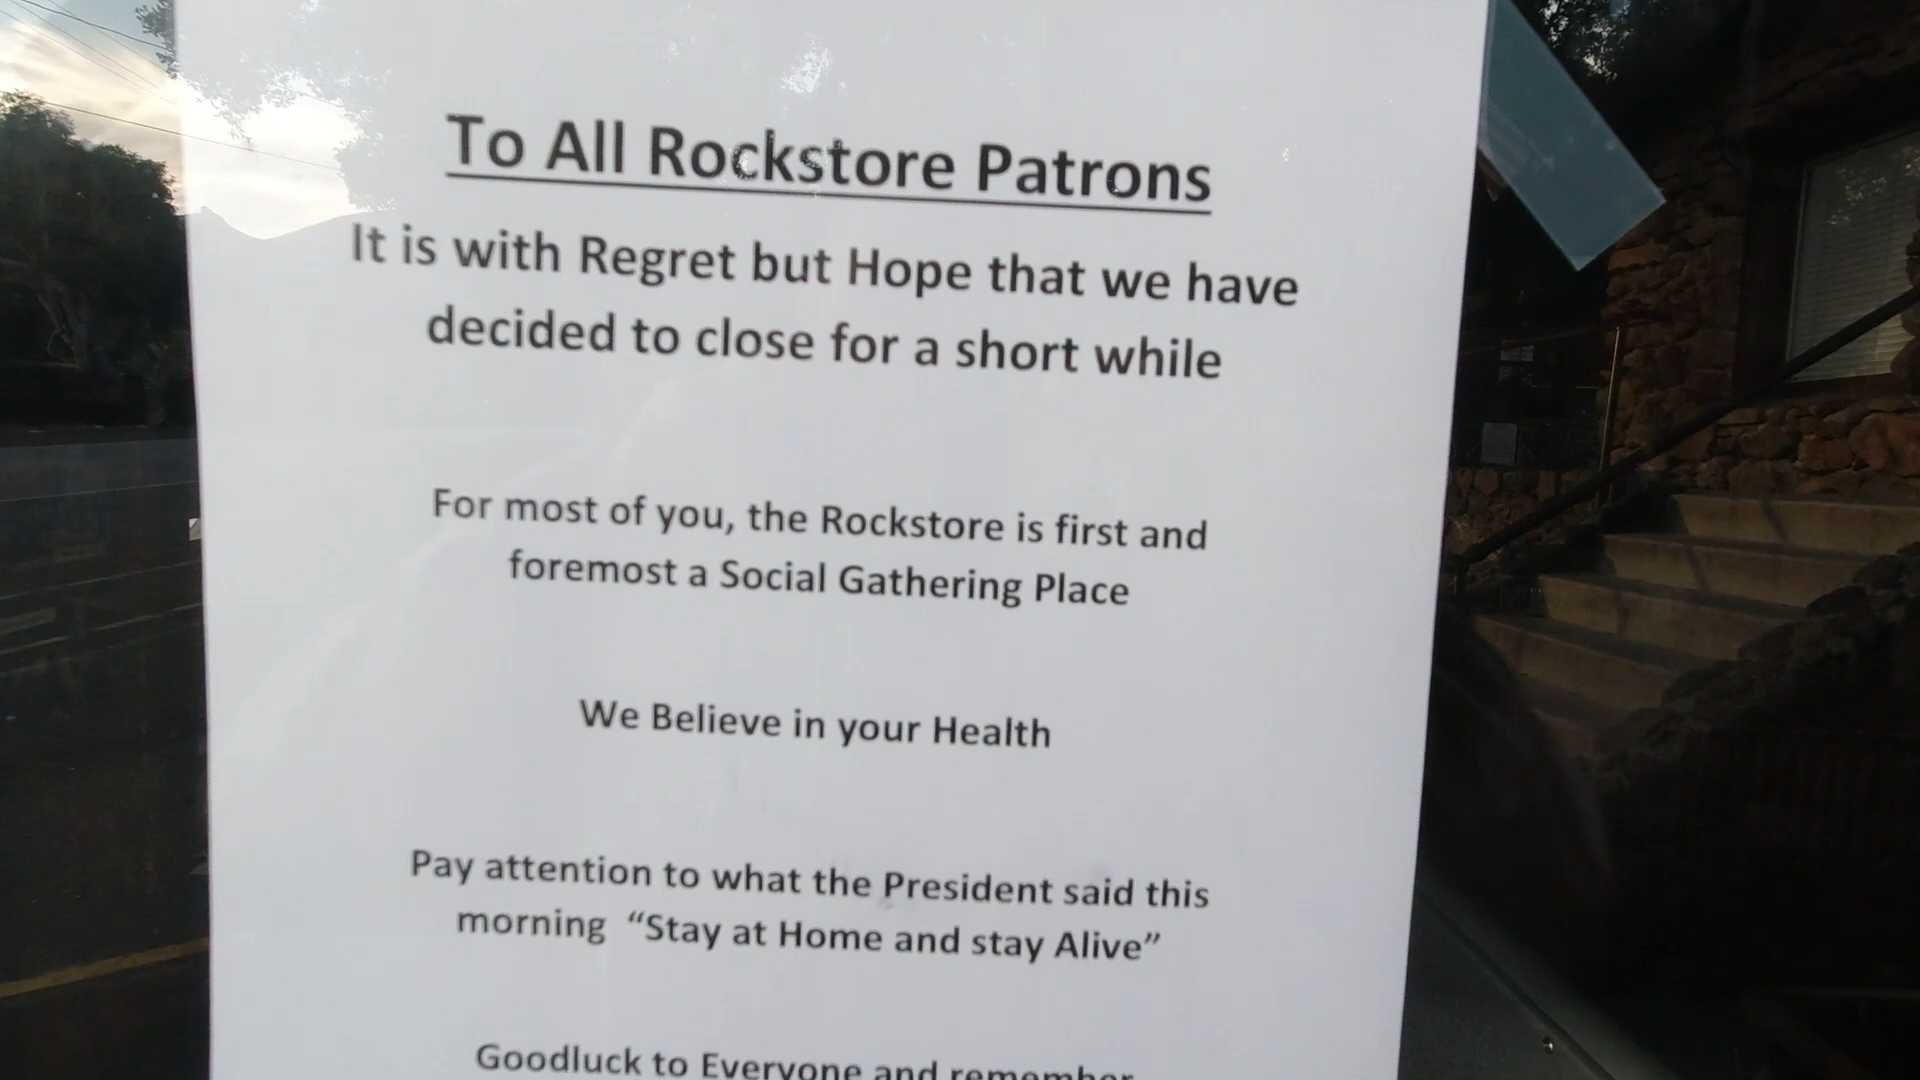 To All Rockstore Patrons
It is with Regret but Hope that we have
decided to close for a short while
For most of you, the Rockstore is first and
foremost a Social Gathering Place
We Believe in your Health
Pay attention to what the President said this
morning “Stay at Home and stay Alive”
Goodluck to Everyone and remember